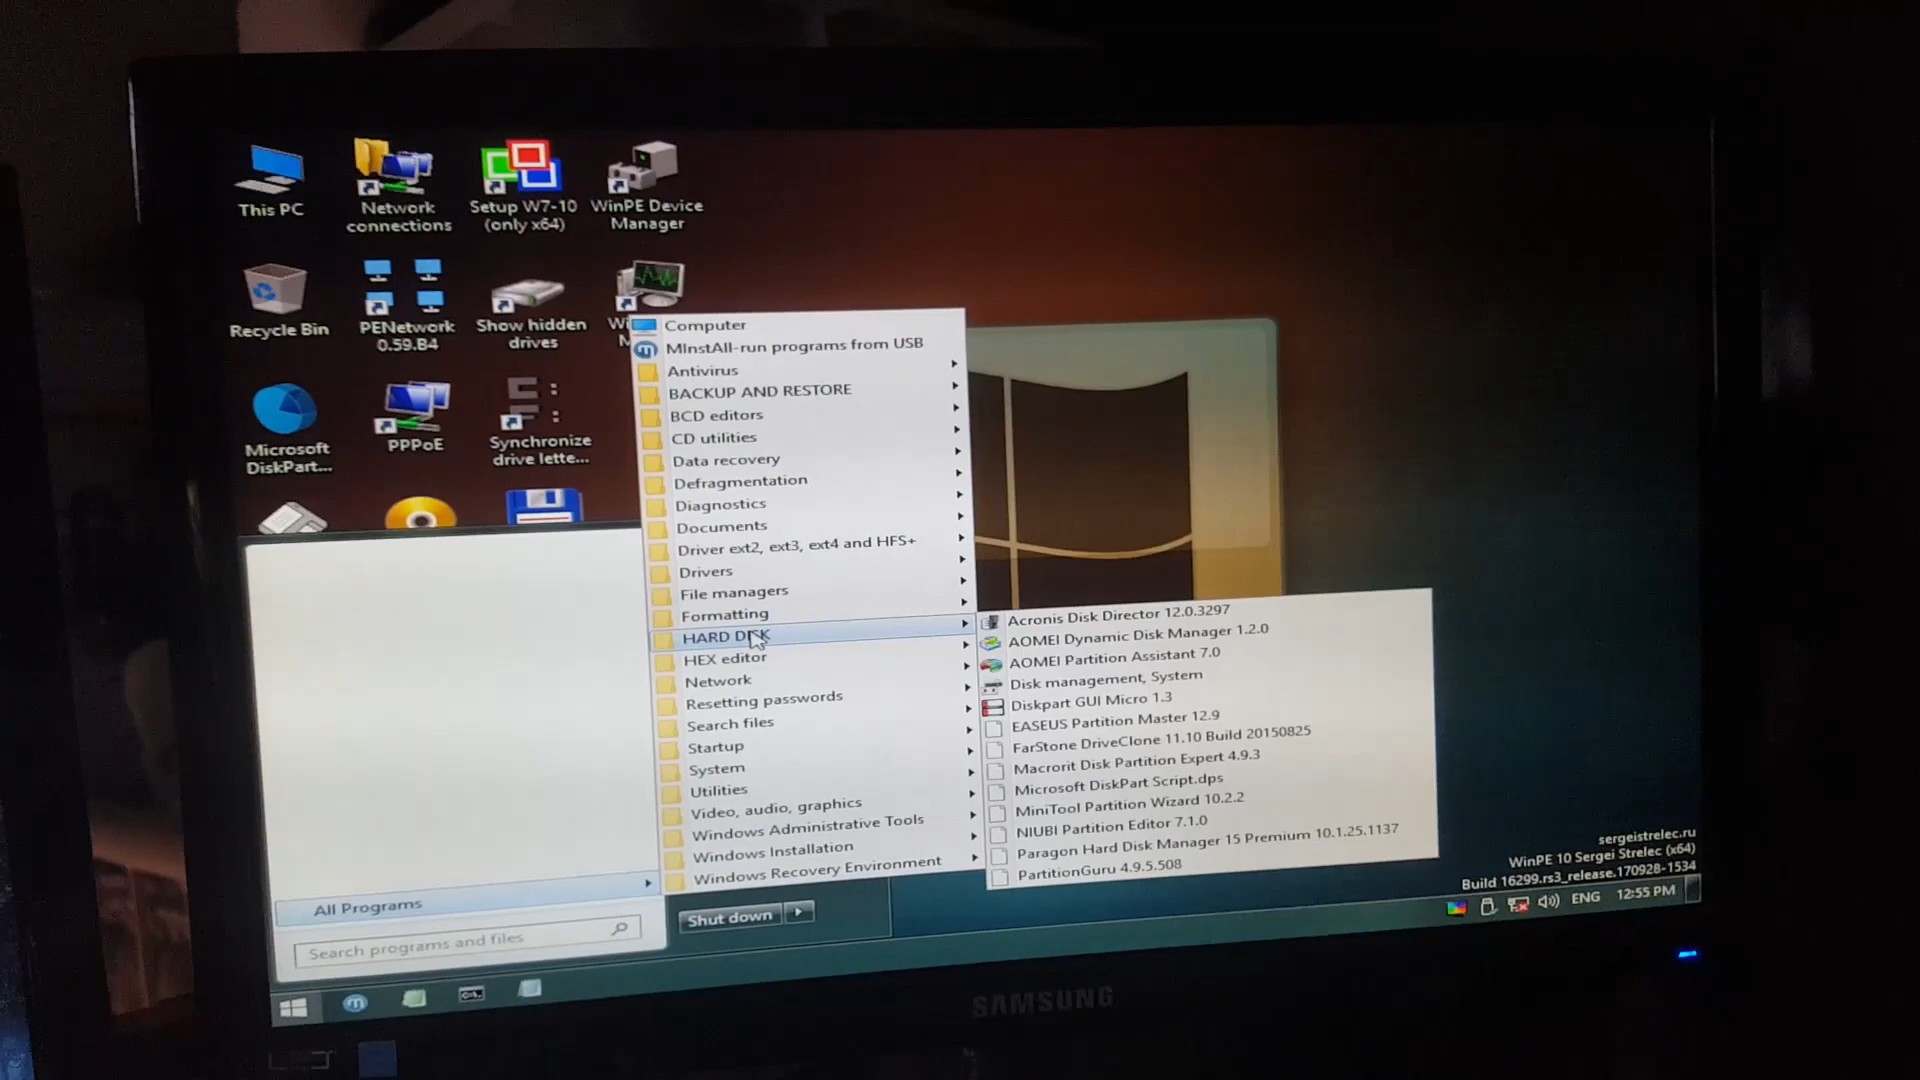 This PC
Network
connections
Setup W7-10
(only x64)
WinPE Device
Manager
Recycle Bin
PENetwork
0.59.B4
Show hidden
drives
Microsoft
DiskPart...
PPPoE
Synchronize
drive lette...
Computer
MInstAll-run programs from USB
Antivirus
BACKUP AND RESTORE
BCD editors
CD utilities
Data recovery
Defragmentation
Diagnostics
Documents
Driver ext2, ext3, ext4 and HFS+
Drivers
File managers
Formatting
HARD DISK
HEX editor
Network
Resetting passwords
Search files
Startup
System
Utilities
Video, audio, graphics
Windows Administrative Tools
Windows Installation
Windows Recovery Environment
Acronis Disk Director 12.0.3297
AOMEI Dynamic Disk Manager 1.2.0
AOMEI Partition Assistant 7.0
Disk management, System
Diskpart GUI Micro 1.3
EASEUS Partition Master 12.9
FarStone DriveClone 11.10 Build 20150825
Macrorit Disk Partition Expert 4.9.3
Microsoft DiskPart Script.dps
MiniTool Partition Wizard 10.2.2
NIUBI Partition Editor 7.1.0
Paragon Hard Disk Manager 15 Premium 10.1.25.1137
PartitionGuru 4.9.5.508
All Programs
Search programs and files
Shut down
sergeistrelec.ru
WinPE 10 Sergei Strelec (x64)
Build 16299.rs3_release.170928-1534
ENG
12:55 PM
SAMSUNG